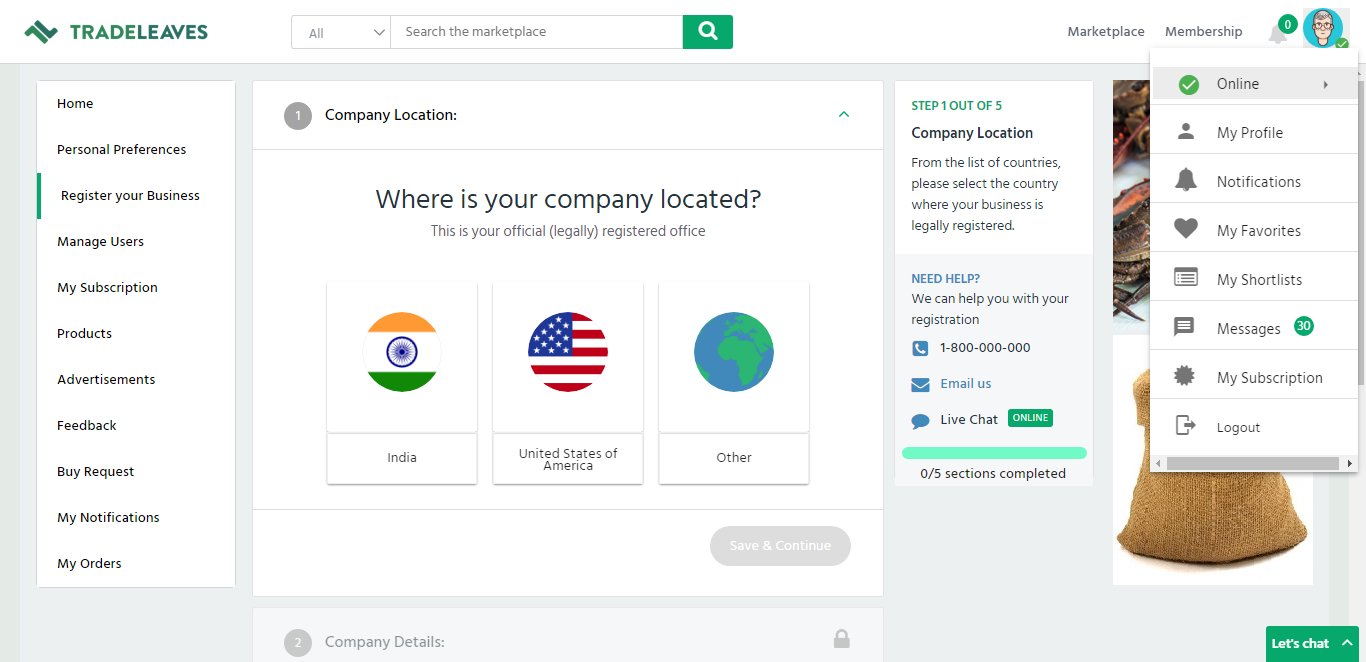 TRADELEAVES
All
Search the marketplace
Marketplace
Membership
0
Home
Personal Preferences
Register your Business
Manage Users
My Subscription
Products
Advertisements
Feedback
Buy Request
My Notifications
My Orders
1
Company Location:
Where is your company located?
This is your official (legally) registered office
India
United States of
America
Other
Save & Continue
2
Company Details:
STEP 1 OUT OF 5
Company Location
From the list of countries,
please select the country
where your business is
legally registered.
NEED HELP?
We can help you with your
registration
1-800-000-000
Email us
Live Chat ONLINE
0/5 sections completed
Online
My Profile
Notifications
My Favorites
My Shortlists
Messages 30
My Subscription
Logout
Let's chat